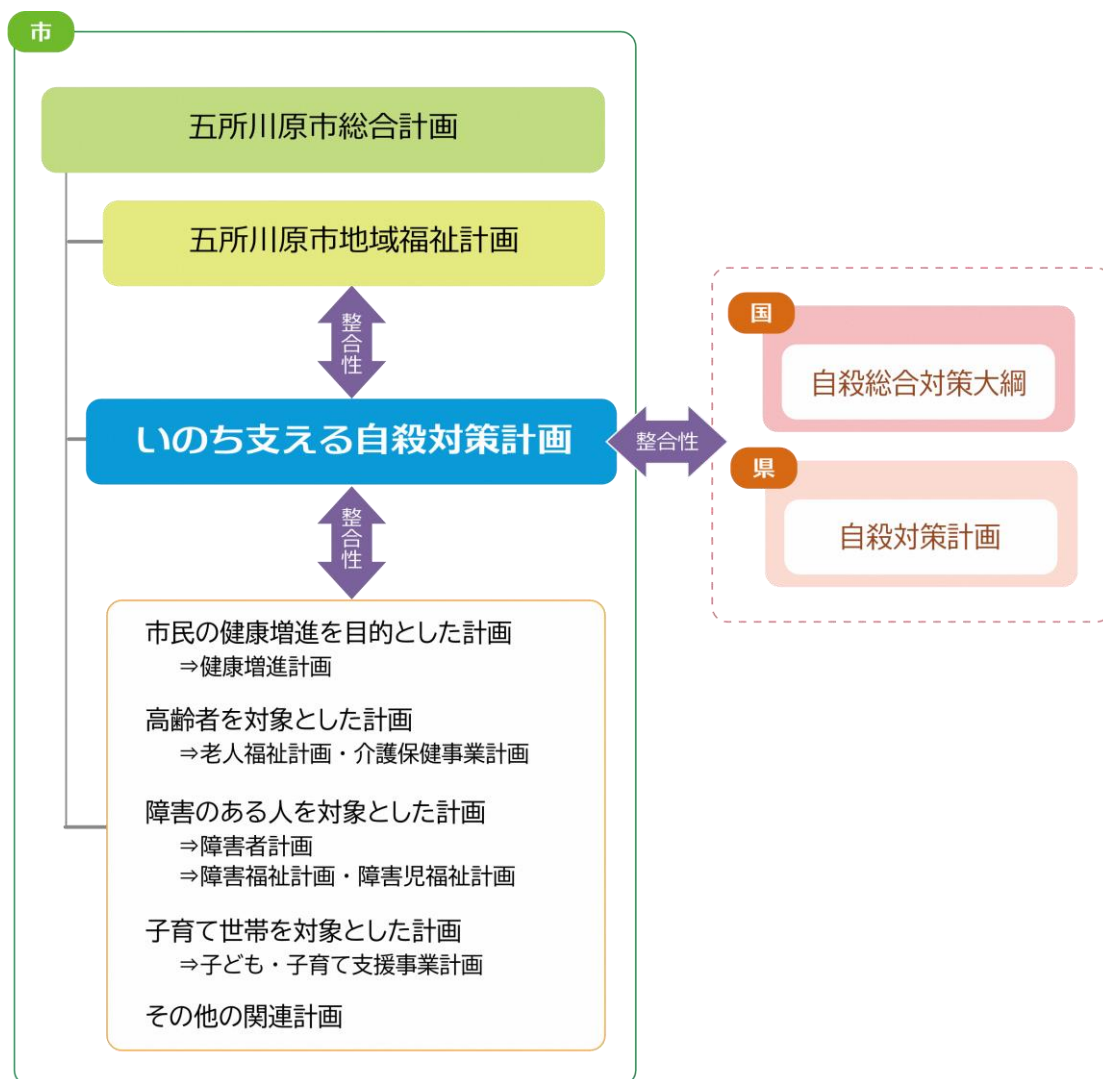 市
五所川原市総合計画
五所川原市地域福祉計画
整合性
いのち支える自殺対策計画
整合性
国
自殺総合対策大綱
県
自殺対策計画
整合性
市民の健康増進を目的とした計画
⇒健康増進計画
高齢者を対象とした計画
⇒老人福祉計画・介護保健事業計画
障害のある人を対象とした計画
⇒障害者計画
⇒障害福祉計画・障害児福祉計画
子育て世帯を対象とした計画
⇒子ども・子育て支援事業計画
その他の関連計画